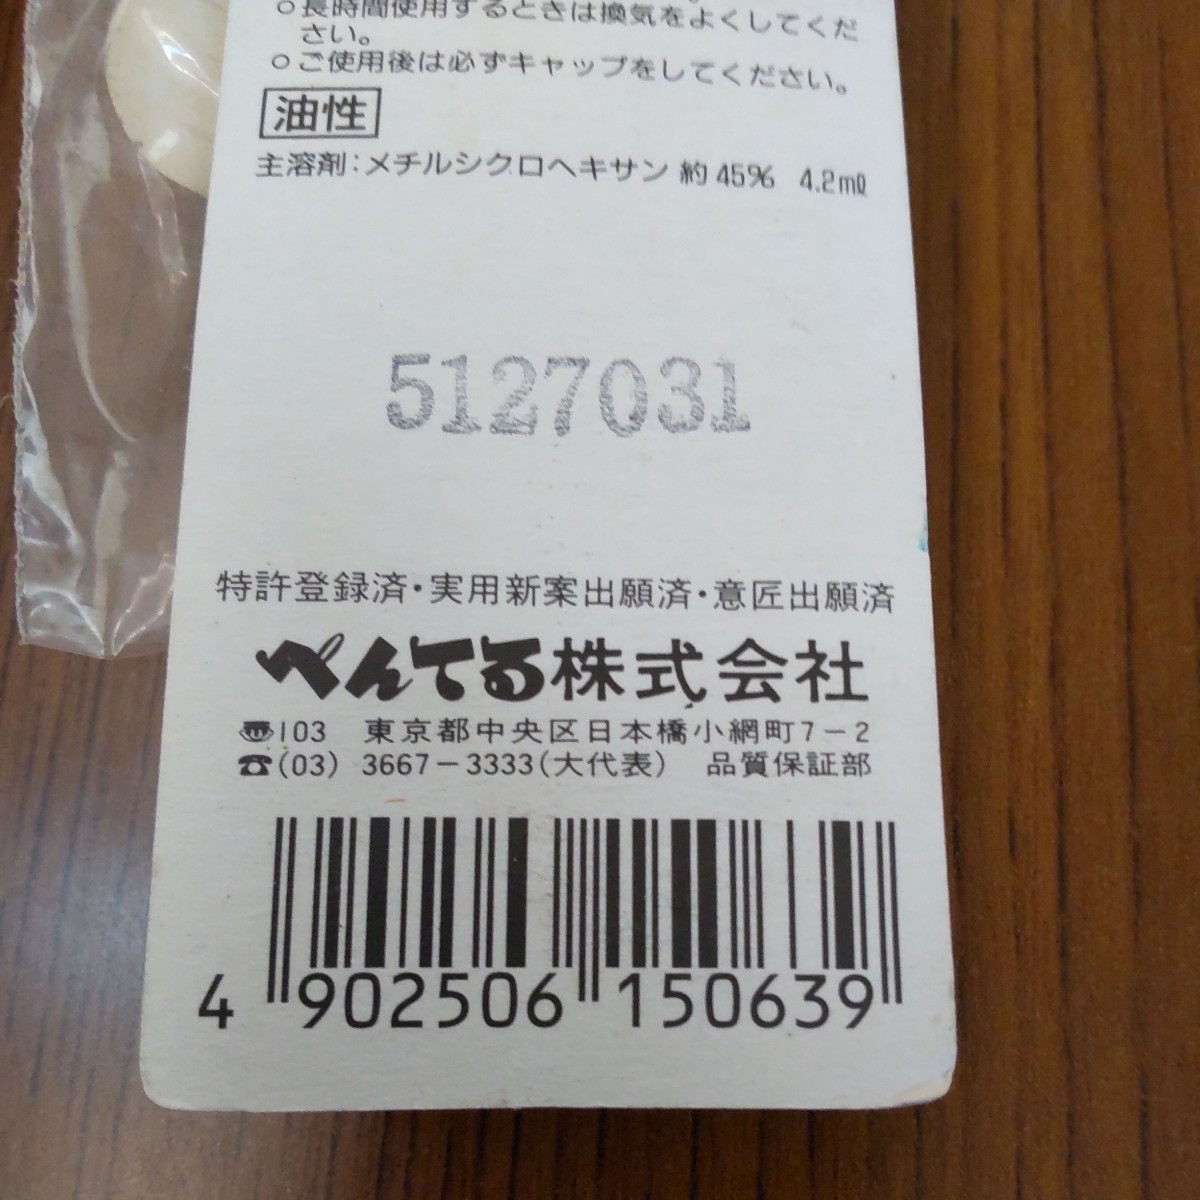 ○長時間使用するときは換気をよくしてくだ
さい。
○ご使用後は必ずキャップをしてください。
油性
主溶剤:メチルシクロヘキサン 約45% 4.2mℓ
5127031
特許登録済・実用新案出願済・意匠出願済
ぺんてる株式会社
〠103 東京都中央区日本橋小網町7-2
☎(03) 3667-3333(大代表) 品質保証部
4 902506 150639